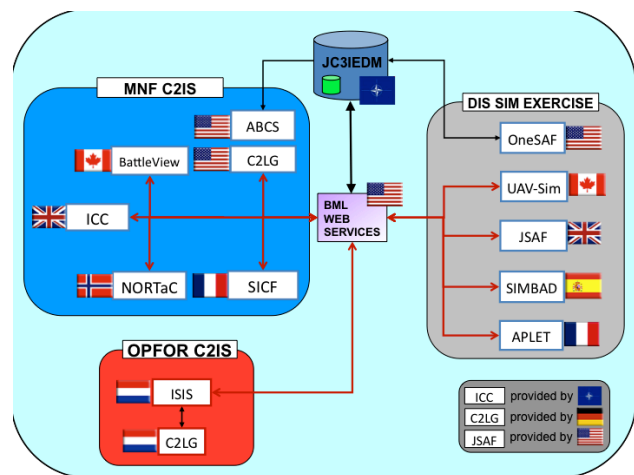 JC3IEDM
MNF C2IS
DIS SIM EXERCISE
ABCS
OneSAF
BattleView
C2LG
UAV-Sim
BML
WEB
SERVICES
ICC
JSAF
NORTaC
SICF
SIMBAD
APLET
OPFOR C2IS
ISIS
C2LG
ICC provided by
C2LG provided by
JSAF provided by